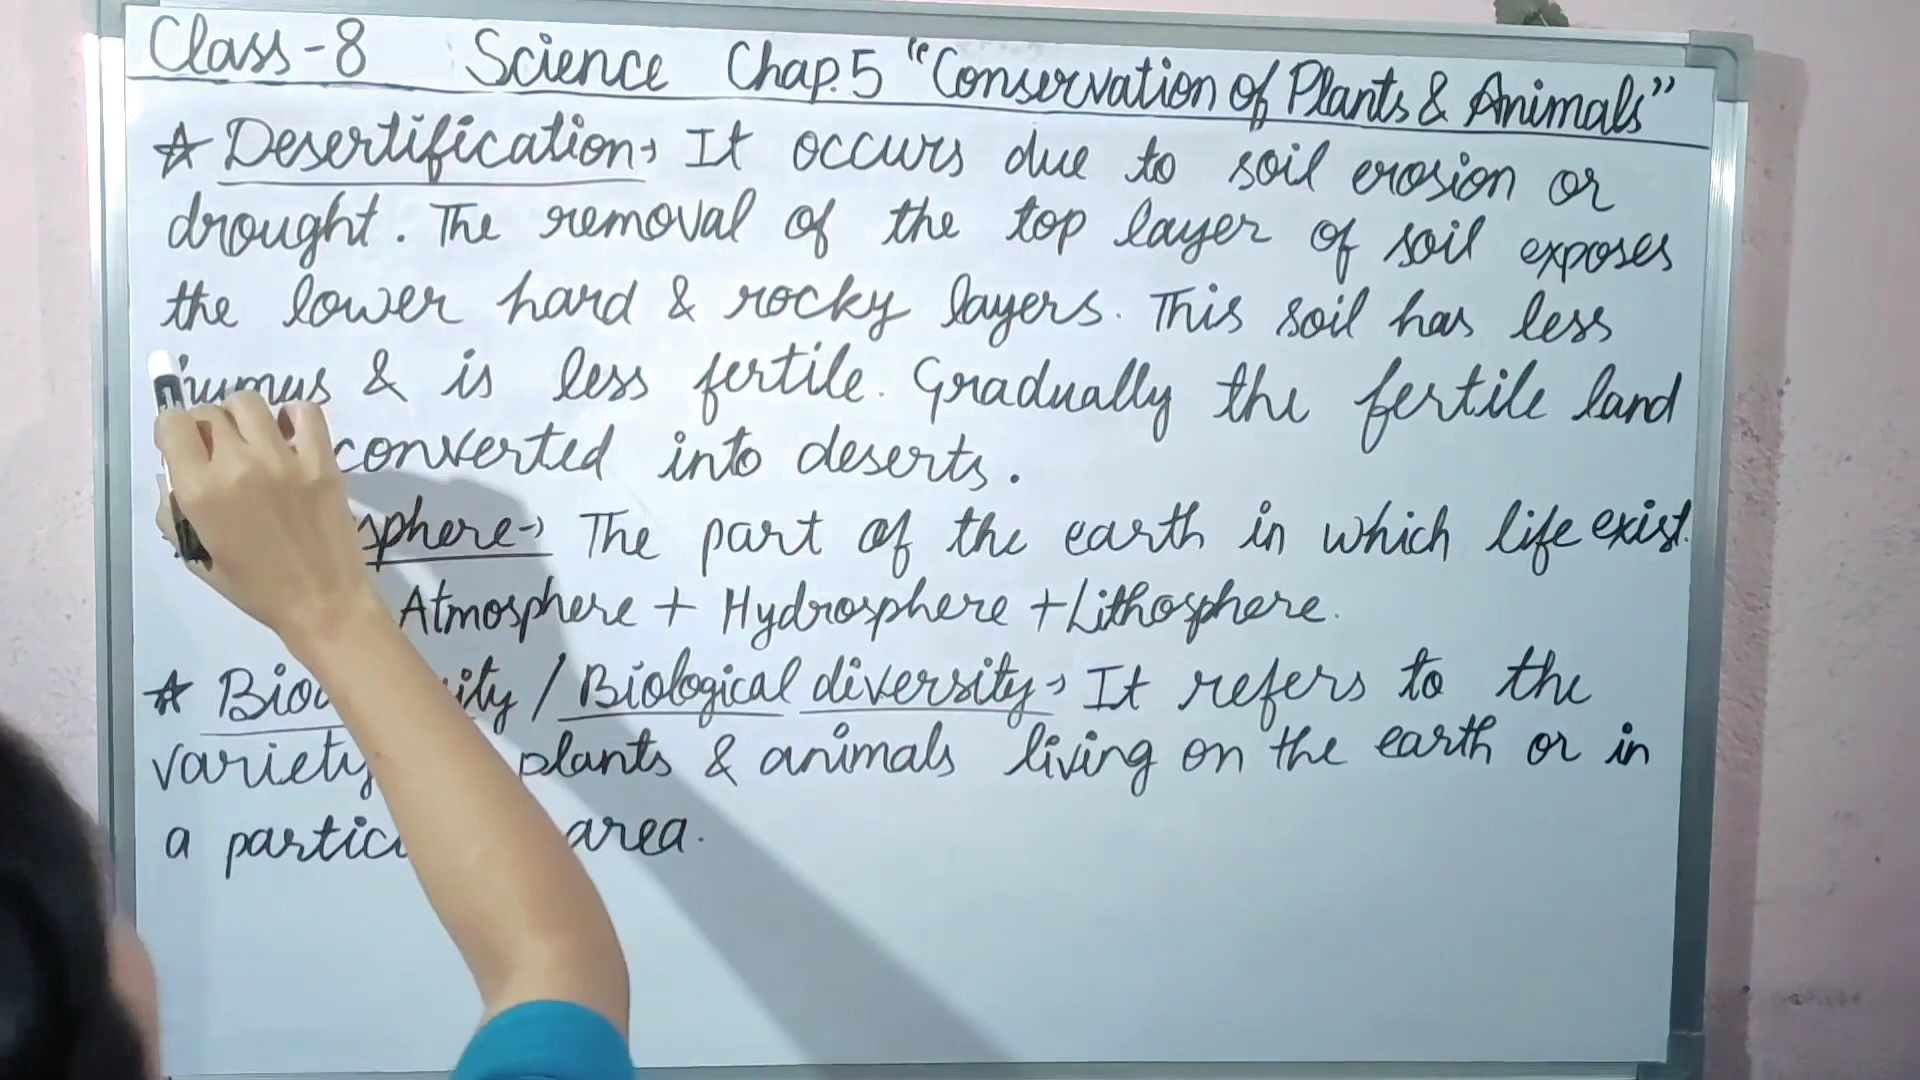 Class-8 Science Chap.5 "Conservation of Plants & Animals"
☆ Desertification→ It occurs due to soil erosion or
drought. The removal of the top layer of soil exposes
the lower hard & rocky layers. This soil has less
humus & is less fertile. Gradually the fertile land
converted into deserts.
sphere→ The part of the earth in which life exist.
Atmosphere + Hydrosphere + Lithosphere.
☆ Biod ity / Biological diversity→ It refers to the
variety plants & animals living on the earth or in
a partic area.